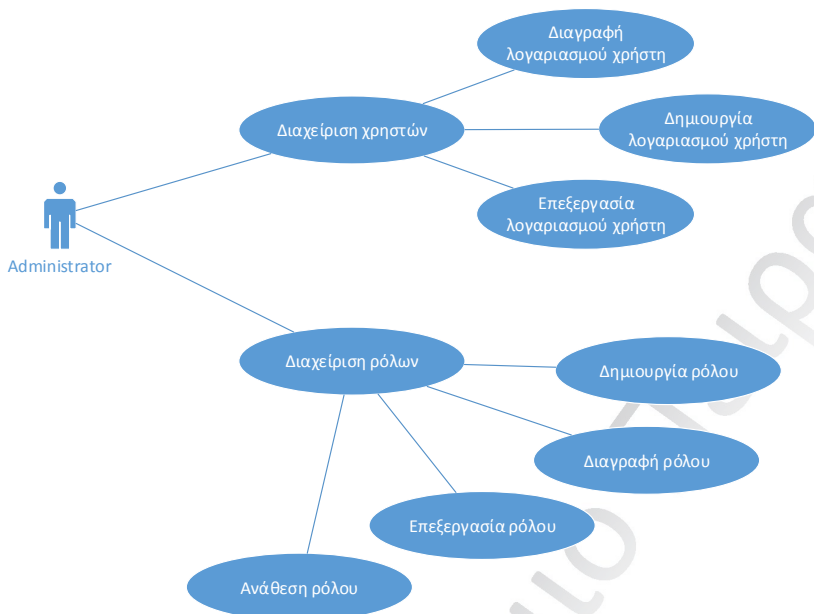 Διαγραφή
λογαριασμού χρήστη
Διαχείριση χρηστών
Δημιουργία
λογαριασμού χρήστη
Επεξεργασία
λογαριασμού χρήστη
Administrator
Διαχείριση ρόλων
Δημιουργία ρόλου
Διαγραφή ρόλου
Επεξεργασία ρόλου
Ανάθεση ρόλου